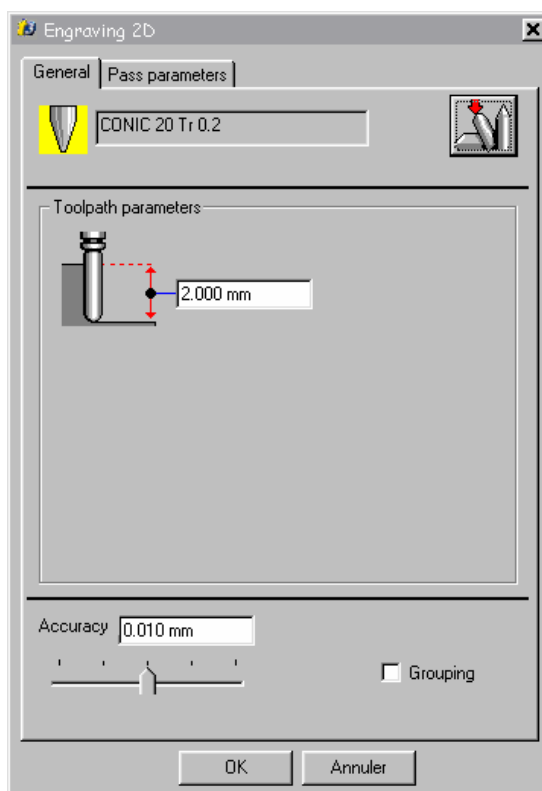 Engraving 2D
General Pass parameters
CONIC 20 Tr 0.2
Toolpath parameters
2.000 mm
Accuracy 0.010 mm
Grouping
OK Annuler